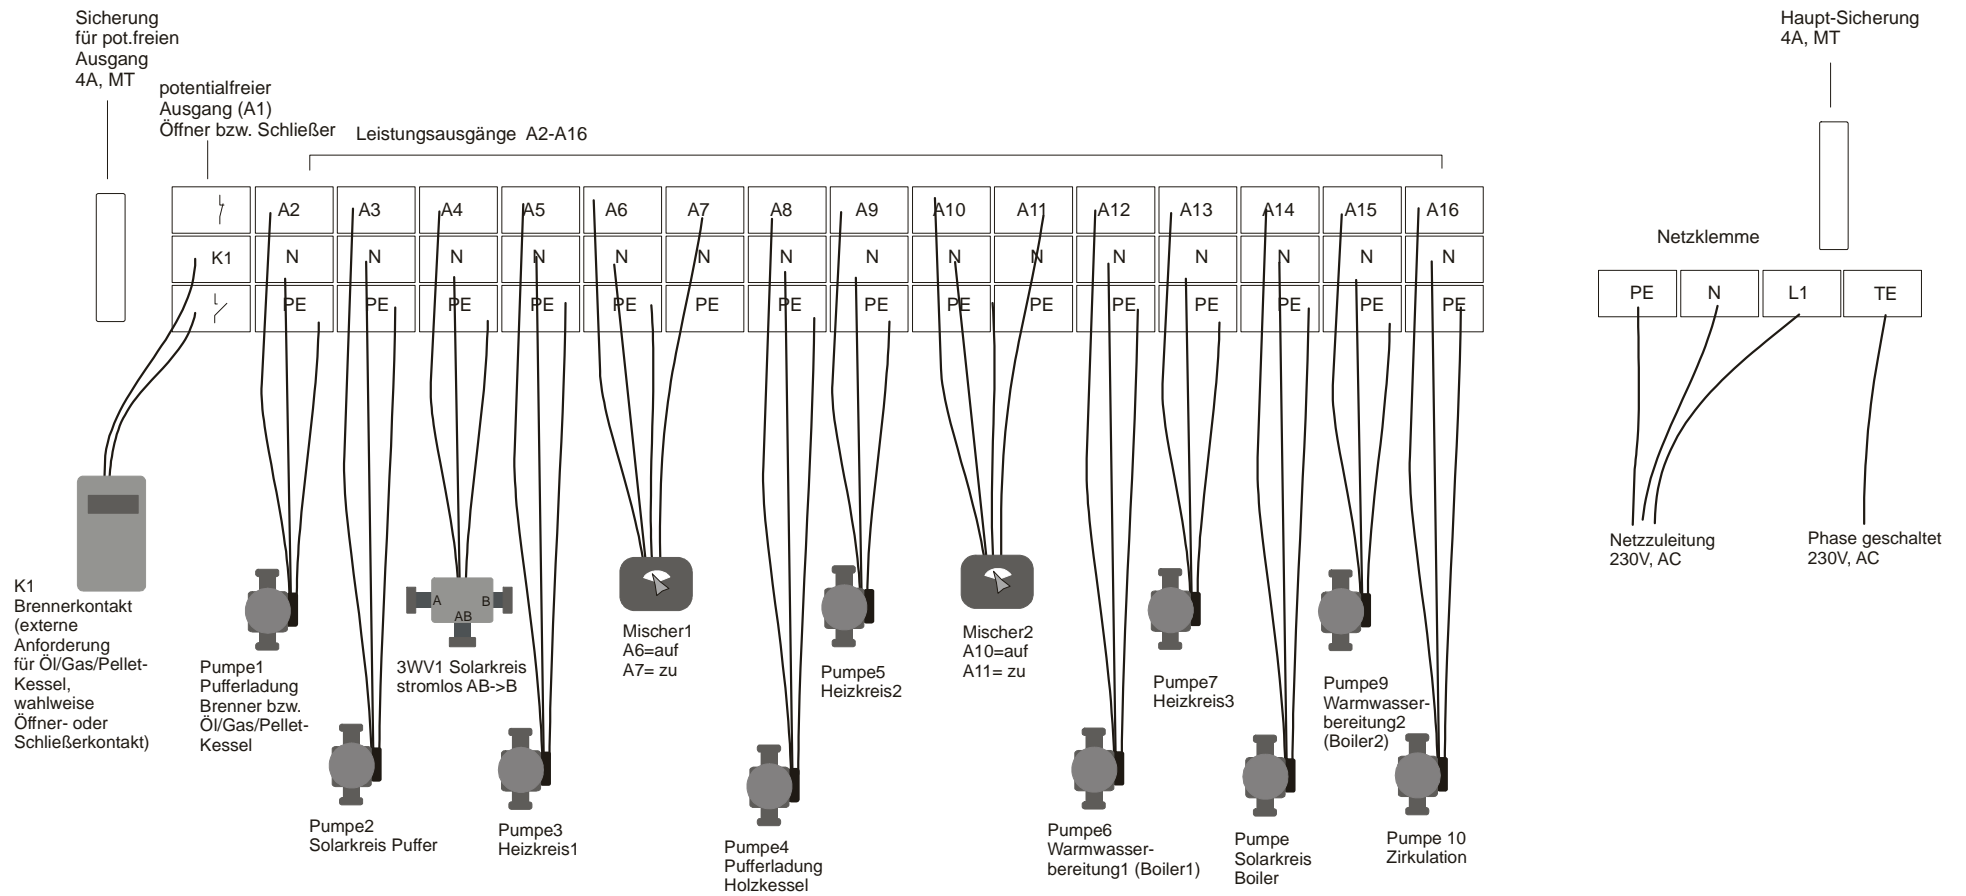 Sicherung
für pot.freien
Ausgang
4A, MT
potentialfreier
Ausgang (A1)
Öffner bzw. Schließer
Leistungsausgänge A2-A16
Haupt-Sicherung
4A, MT
A2 A3 A4 A5 A6 A7 A8 A9 A10 A11 A12 A13 A14 A15 A16
K1 N N N N N N N N N N N N N N N
PE PE PE PE PE PE PE PE PE PE PE PE PE PE PE
Netzklemme
PE N L1 TE
Netzzuleitung
230V, AC
Phase geschaltet
230V, AC
K1
Brennerkontakt
(externe
Anforderung
für Öl/Gas/Pellet-
Kessel,
wahlweise
Öffner- oder
Schließerkontakt)
Pumpe1
Pufferladung
Brenner bzw.
Öl/Gas/Pellet-
Kessel
Pumpe2
Solarkreis Puffer
A B
AB
3WV1 Solarkreis
stromlos AB->B
Pumpe3
Heizkreis1
Mischer1
A6=auf
A7= zu
Pumpe4
Pufferladung
Holzkessel
Pumpe5
Heizkreis2
Mischer2
A10=auf
A11= zu
Pumpe6
Warmwasser-
bereitung1 (Boiler1)
Pumpe7
Heizkreis3
Pumpe
Solarkreis
Boiler
Pumpe9
Warmwasser-
bereitung2
(Boiler2)
Pumpe 10
Zirkulation